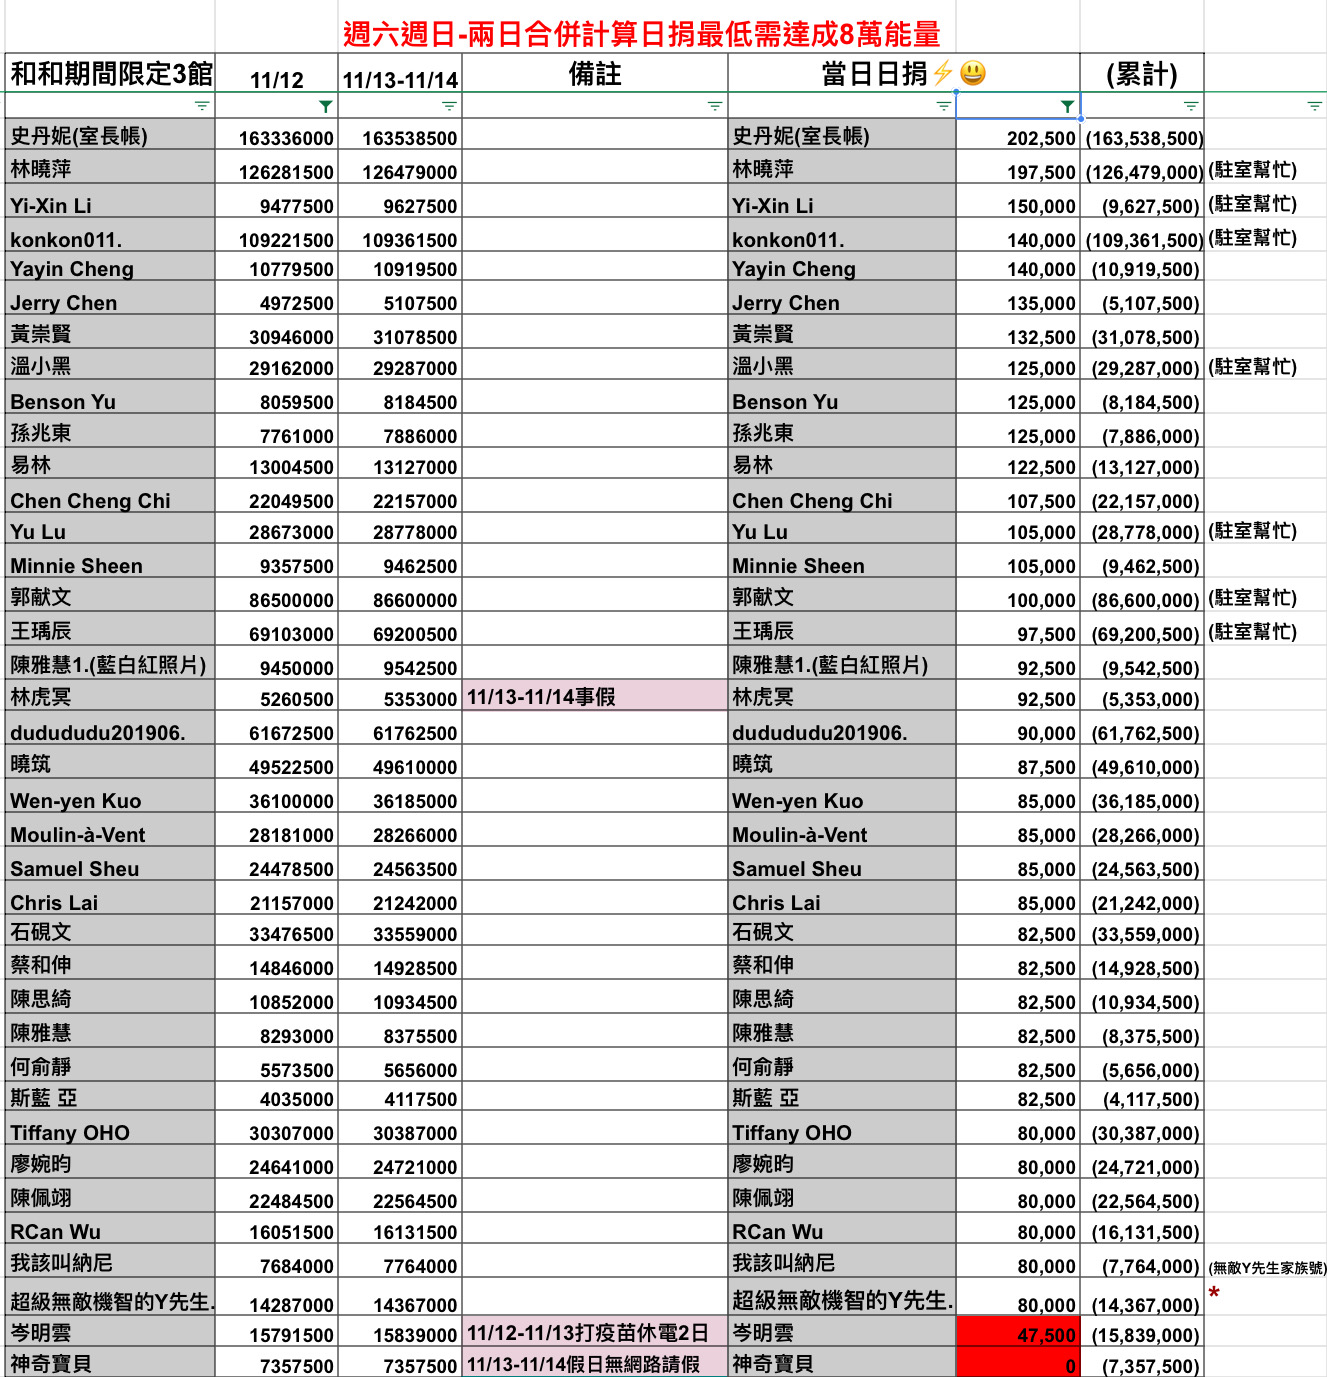 週六週日-兩日合併計算日捐最低需達成8萬能量
和和期間限定3館 11/12 11/13-11/14 備註 當日日捐⚡😃 (累計)
史丹妮(室長帳) 163336000 163538500 史丹妮(室長帳) 202,500 (163,538,500)
林曉萍 126281500 126479000 林曉萍 197,500 (126,479,000) (駐室幫忙)
Yi-Xin Li 9477500 9627500 Yi-Xin Li 150,000 (9,627,500) (駐室幫忙)
konkon011. 109221500 109361500 konkon011. 140,000 (109,361,500) (駐室幫忙)
Yayin Cheng 10779500 10919500 Yayin Cheng 140,000 (10,919,500)
Jerry Chen 4972500 5107500 Jerry Chen 135,000 (5,107,500)
黃崇賢 30946000 31078500 黃崇賢 132,500 (31,078,500)
溫小黑 29162000 29287000 溫小黑 125,000 (29,287,000) (駐室幫忙)
Benson Yu 8059500 8184500 Benson Yu 125,000 (8,184,500)
孫兆東 7761000 7886000 孫兆東 125,000 (7,886,000)
易林 13004500 13127000 易林 122,500 (13,127,000)
Chen Cheng Chi 22049500 22157000 Chen Cheng Chi 107,500 (22,157,000)
Yu Lu 28673000 28778000 Yu Lu 105,000 (28,778,000) (駐室幫忙)
Minnie Sheen 9357500 9462500 Minnie Sheen 105,000 (9,462,500)
郭献文 86500000 86600000 郭献文 100,000 (86,600,000) (駐室幫忙)
王瑀辰 69103000 69200500 王瑀辰 97,500 (69,200,500) (駐室幫忙)
陳雅慧1.(藍白紅照片) 9450000 9542500 陳雅慧1.(藍白紅照片) 92,500 (9,542,500)
林虎冥 5260500 5353000 11/13-11/14事假 林虎冥 92,500 (5,353,000)
dudududu201906. 61672500 61762500 dudududu201906. 90,000 (61,762,500)
曉筑 49522500 49610000 曉筑 87,500 (49,610,000)
Wen-yen Kuo 36100000 36185000 Wen-yen Kuo 85,000 (36,185,000)
Moulin-à-Vent 28181000 28266000 Moulin-à-Vent 85,000 (28,266,000)
Samuel Sheu 24478500 24563500 Samuel Sheu 85,000 (24,563,500)
Chris Lai 21157000 21242000 Chris Lai 85,000 (21,242,000)
石硯文 33476500 33559000 石硯文 82,500 (33,559,000)
蔡和伸 14846000 14928500 蔡和伸 82,500 (14,928,500)
陳思綺 10852000 10934500 陳思綺 82,500 (10,934,500)
陳雅慧 8293000 8375500 陳雅慧 82,500 (8,375,500)
何俞靜 5573500 5656000 何俞靜 82,500 (5,656,000)
斯藍 亞 4035000 4117500 斯藍 亞 82,500 (4,117,500)
Tiffany OHO 30307000 30387000 Tiffany OHO 80,000 (30,387,000)
廖婉昀 24641000 24721000 廖婉昀 80,000 (24,721,000)
陳佩翊 22484500 22564500 陳佩翊 80,000 (22,564,500)
RCan Wu 16051500 16131500 RCan Wu 80,000 (16,131,500)
我該叫納尼 7684000 7764000 我該叫納尼 80,000 (7,764,000) (無敵Y先生家族號)
超級無敵機智的Y先生. 14287000 14367000 超級無敵機智的Y先生. 80,000 (14,367,000) *
岑明雲 15791500 15839000 11/12-11/13打疫苗休電2日 岑明雲 47,500 (15,839,000)
神奇寶貝 7357500 7357500 11/13-11/14假日無網路請假 神奇寶貝 0 (7,357,500)